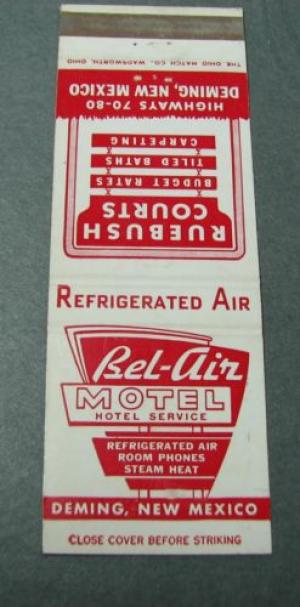 THE OHIO MATCH CO. WADSWORTH, OHIO
RUEBUSH
COURTS
BUDGET RATES
TILED BATHS
CARPETING
HIGHWAYS 70-80
DEMING, NEW MEXICO
REFRIGERATED AIR
Bel-Air
MOTEL
HOTEL SERVICE
REFRIGERATED AIR
ROOM PHONES
STEAM HEAT
DEMING, NEW MEXICO
CLOSE COVER BEFORE STRIKING